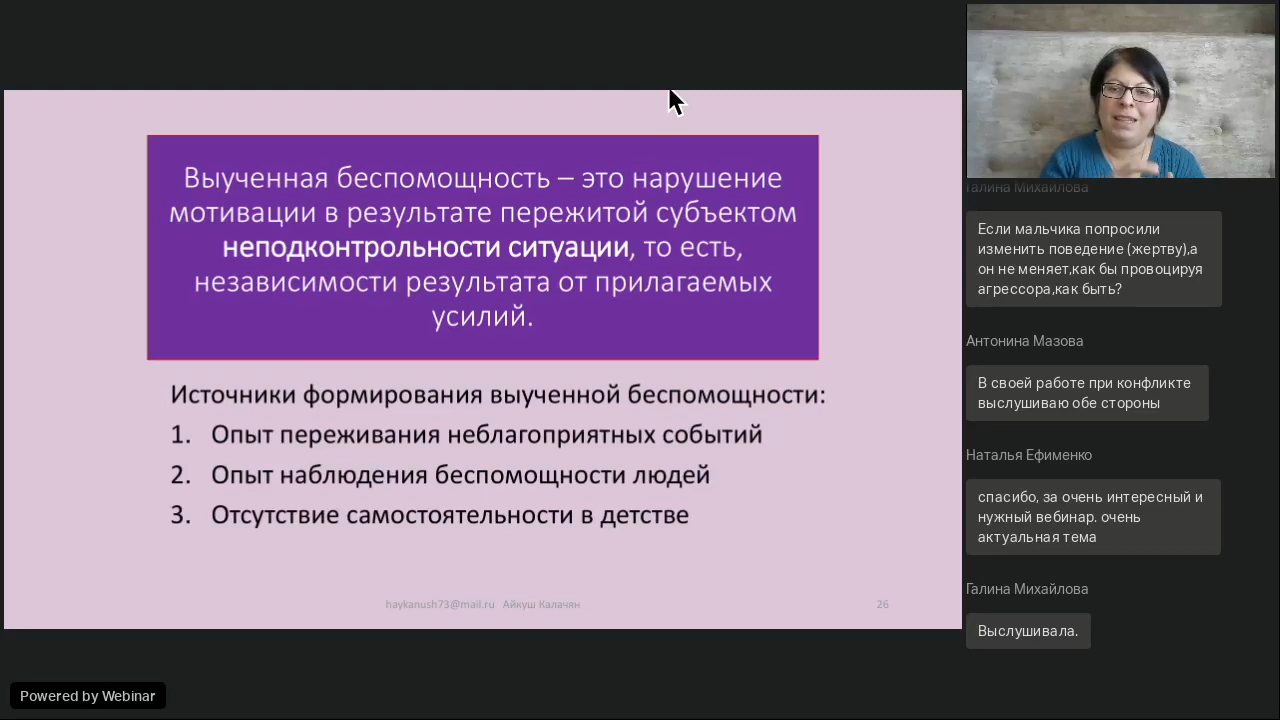 Выученная беспомощность – это нарушение
мотивации в результате пережитой субъектом
неподконтрольности ситуации, то есть,
независимости результата от прилагаемых
усилий.
Источники формирования выученной беспомощности:
1. Опыт переживания неблагоприятных событий
2. Опыт наблюдения беспомощности людей
3. Отсутствие самостоятельности в детстве
haykanush73@mail.ru Айкуш Калачян
26
Powered by Webinar
Галина Михайлова
Если мальчика попросили
изменить поведение (жертву),а
он не меняет,как бы провоцируя
агрессора,как быть?
Антонина Мазова
В своей работе при конфликте
выслушиваю обе стороны
Наталья Ефименко
спасибо, за очень интересный и
нужный вебинар. очень
актуальная тема
Галина Михайлова
Выслушивала.